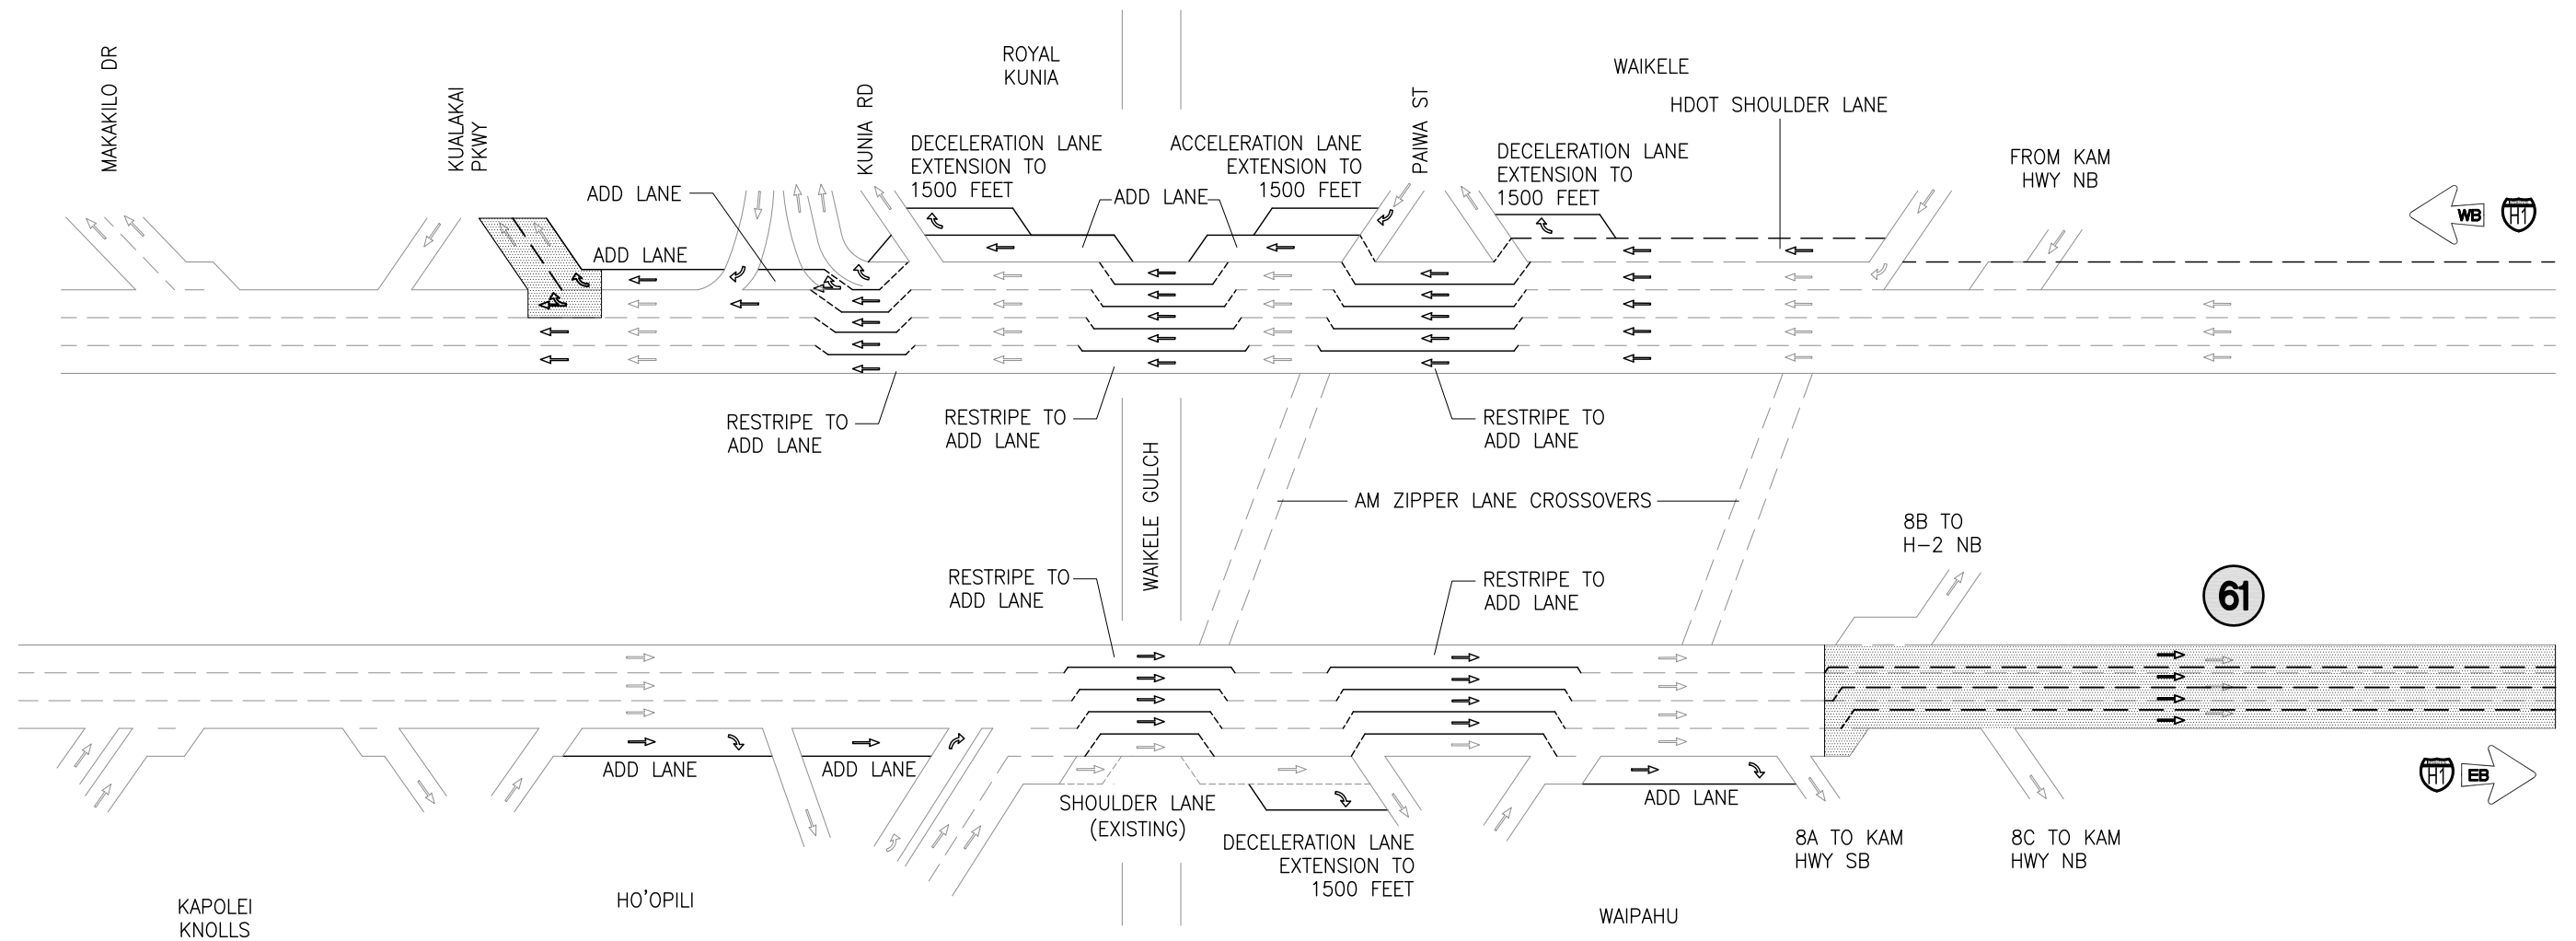 MAKAKILO DR
KUALAKAI
PKWY
KUNIA RD
ROYAL
KUNIA
PAIWA ST
WAIKELE
HDOT SHOULDER LANE
FROM KAM
HWY NB
WB
H1
ADD LANE
ADD LANE
DECELERATION LANE
EXTENSION TO
1500 FEET
ADD LANE
ACCELERATION LANE
EXTENSION TO
1500 FEET
DECELERATION LANE
EXTENSION TO
1500 FEET
RESTRIPE TO
ADD LANE
RESTRIPE TO
ADD LANE
RESTRIPE TO
ADD LANE
WAIKELE GULCH
AM ZIPPER LANE CROSSOVERS
8B TO
H-2 NB
61
RESTRIPE TO
ADD LANE
RESTRIPE TO
ADD LANE
ADD LANE
ADD LANE
ADD LANE
H1
EB
SHOULDER LANE
(EXISTING)
DECELERATION LANE
EXTENSION TO
1500 FEET
8A TO KAM
HWY SB
8C TO KAM
HWY NB
KAPOLEI
KNOLLS
HO'OPILI
WAIPAHU